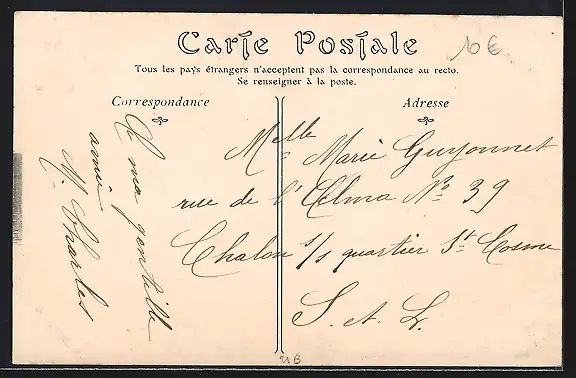 Carte Postale
10 €
Tous les pays étrangers n'acceptent pas la correspondance au recto.
Se renseigner à la poste.
Correspondance
Adresse
A ma gentille
amie
M. Charles
Melle Marie Guyonnet
rue de l'Alma No 39
Chalon s/s quartier St Cosme
S. et L.